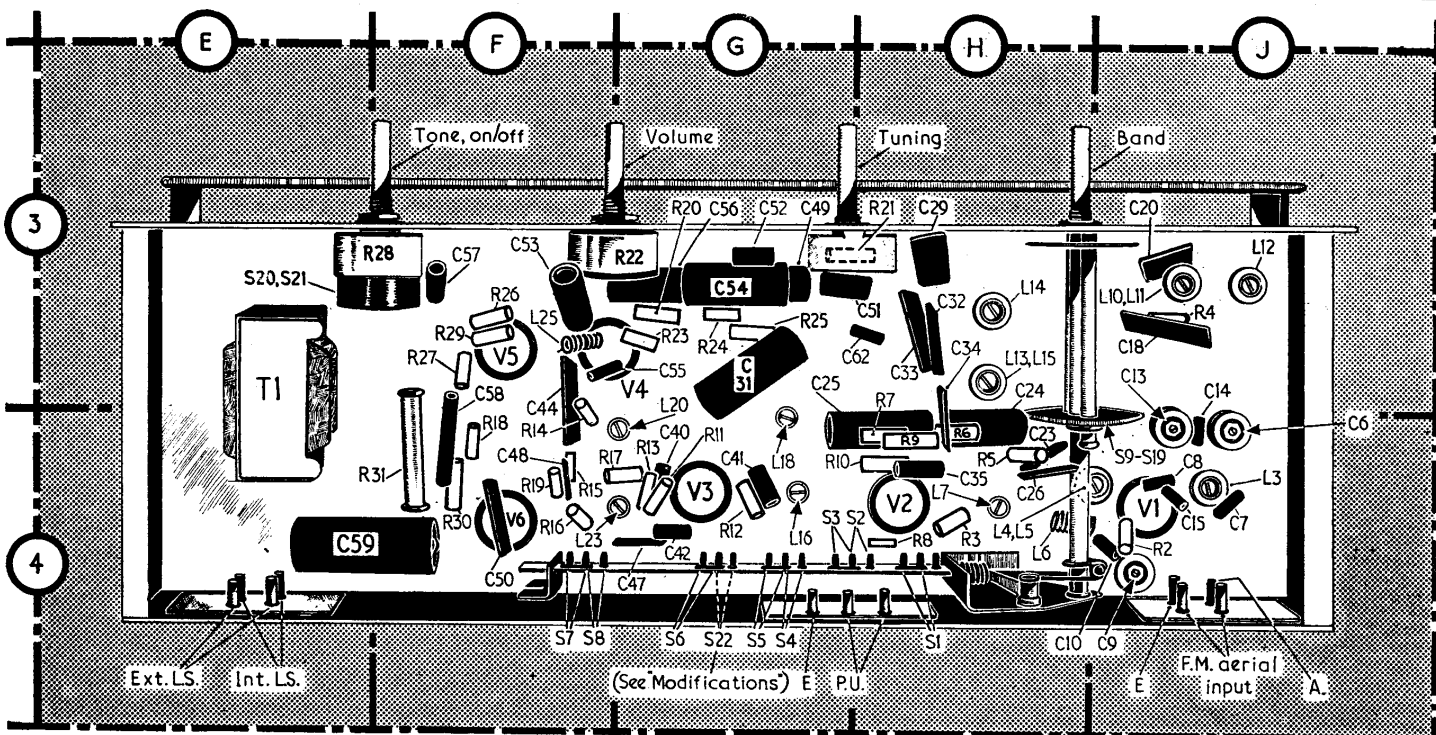 E F G H J
Tone, on/off Volume Tuning Band
3
R20 C56 C52 C49 R21 C29 C20
R28 C57 C53 R22 L12
S20, S21 C54 L10, L11
R26 C51 C32 L14 R4
R29 L25 R23 R24 R25 C62 C33 C34 C18
R27 V5 C55 C31 L13, L15
T1 V4 C13 C14
C58 C44 C25 R7 C24
R14 L20 C6
R18 C40 R11 L18 R9 R6 S9-S19
R31 C48 R17 R13 C41 R10 C35 R5 C23 C8
R19 R15 V3 V2 L7 C26 V1 L3
R30 V6 R16 L23 R12 L16 S3 S2 R8 R3 L4, L5 L6 C15 C7
C59 C42 R2
4
C50 C47
S7 S8 S6 S22 S5 S4 S1 C10 C9
Ext. L.S. Int. L.S. (See "Modifications") E P.U. E F.M. aerial input A.